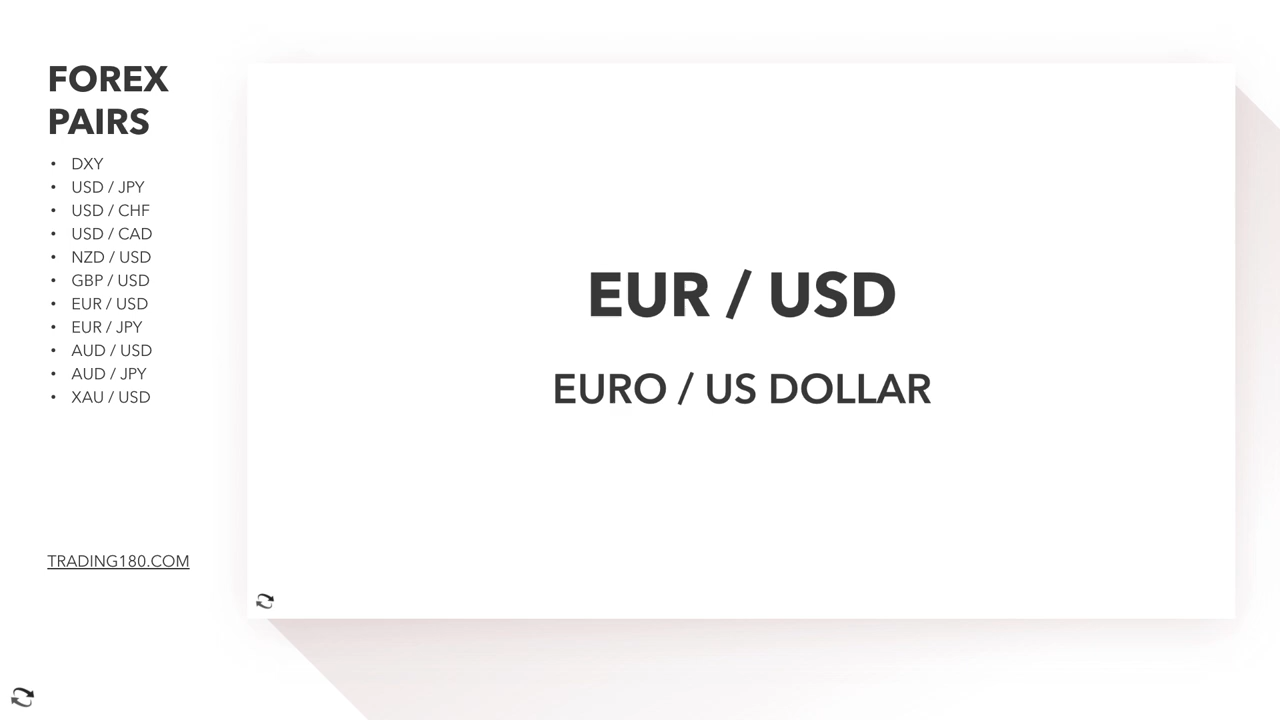 FOREX
PAIRS
• DXY
• USD / JPY
• USD / CHF
• USD / CAD
• NZD / USD
• GBP / USD
• EUR / USD
• EUR / JPY
• AUD / USD
• AUD / JPY
• XAU / USD
TRADING180.COM
EUR / USD
EURO / US DOLLAR